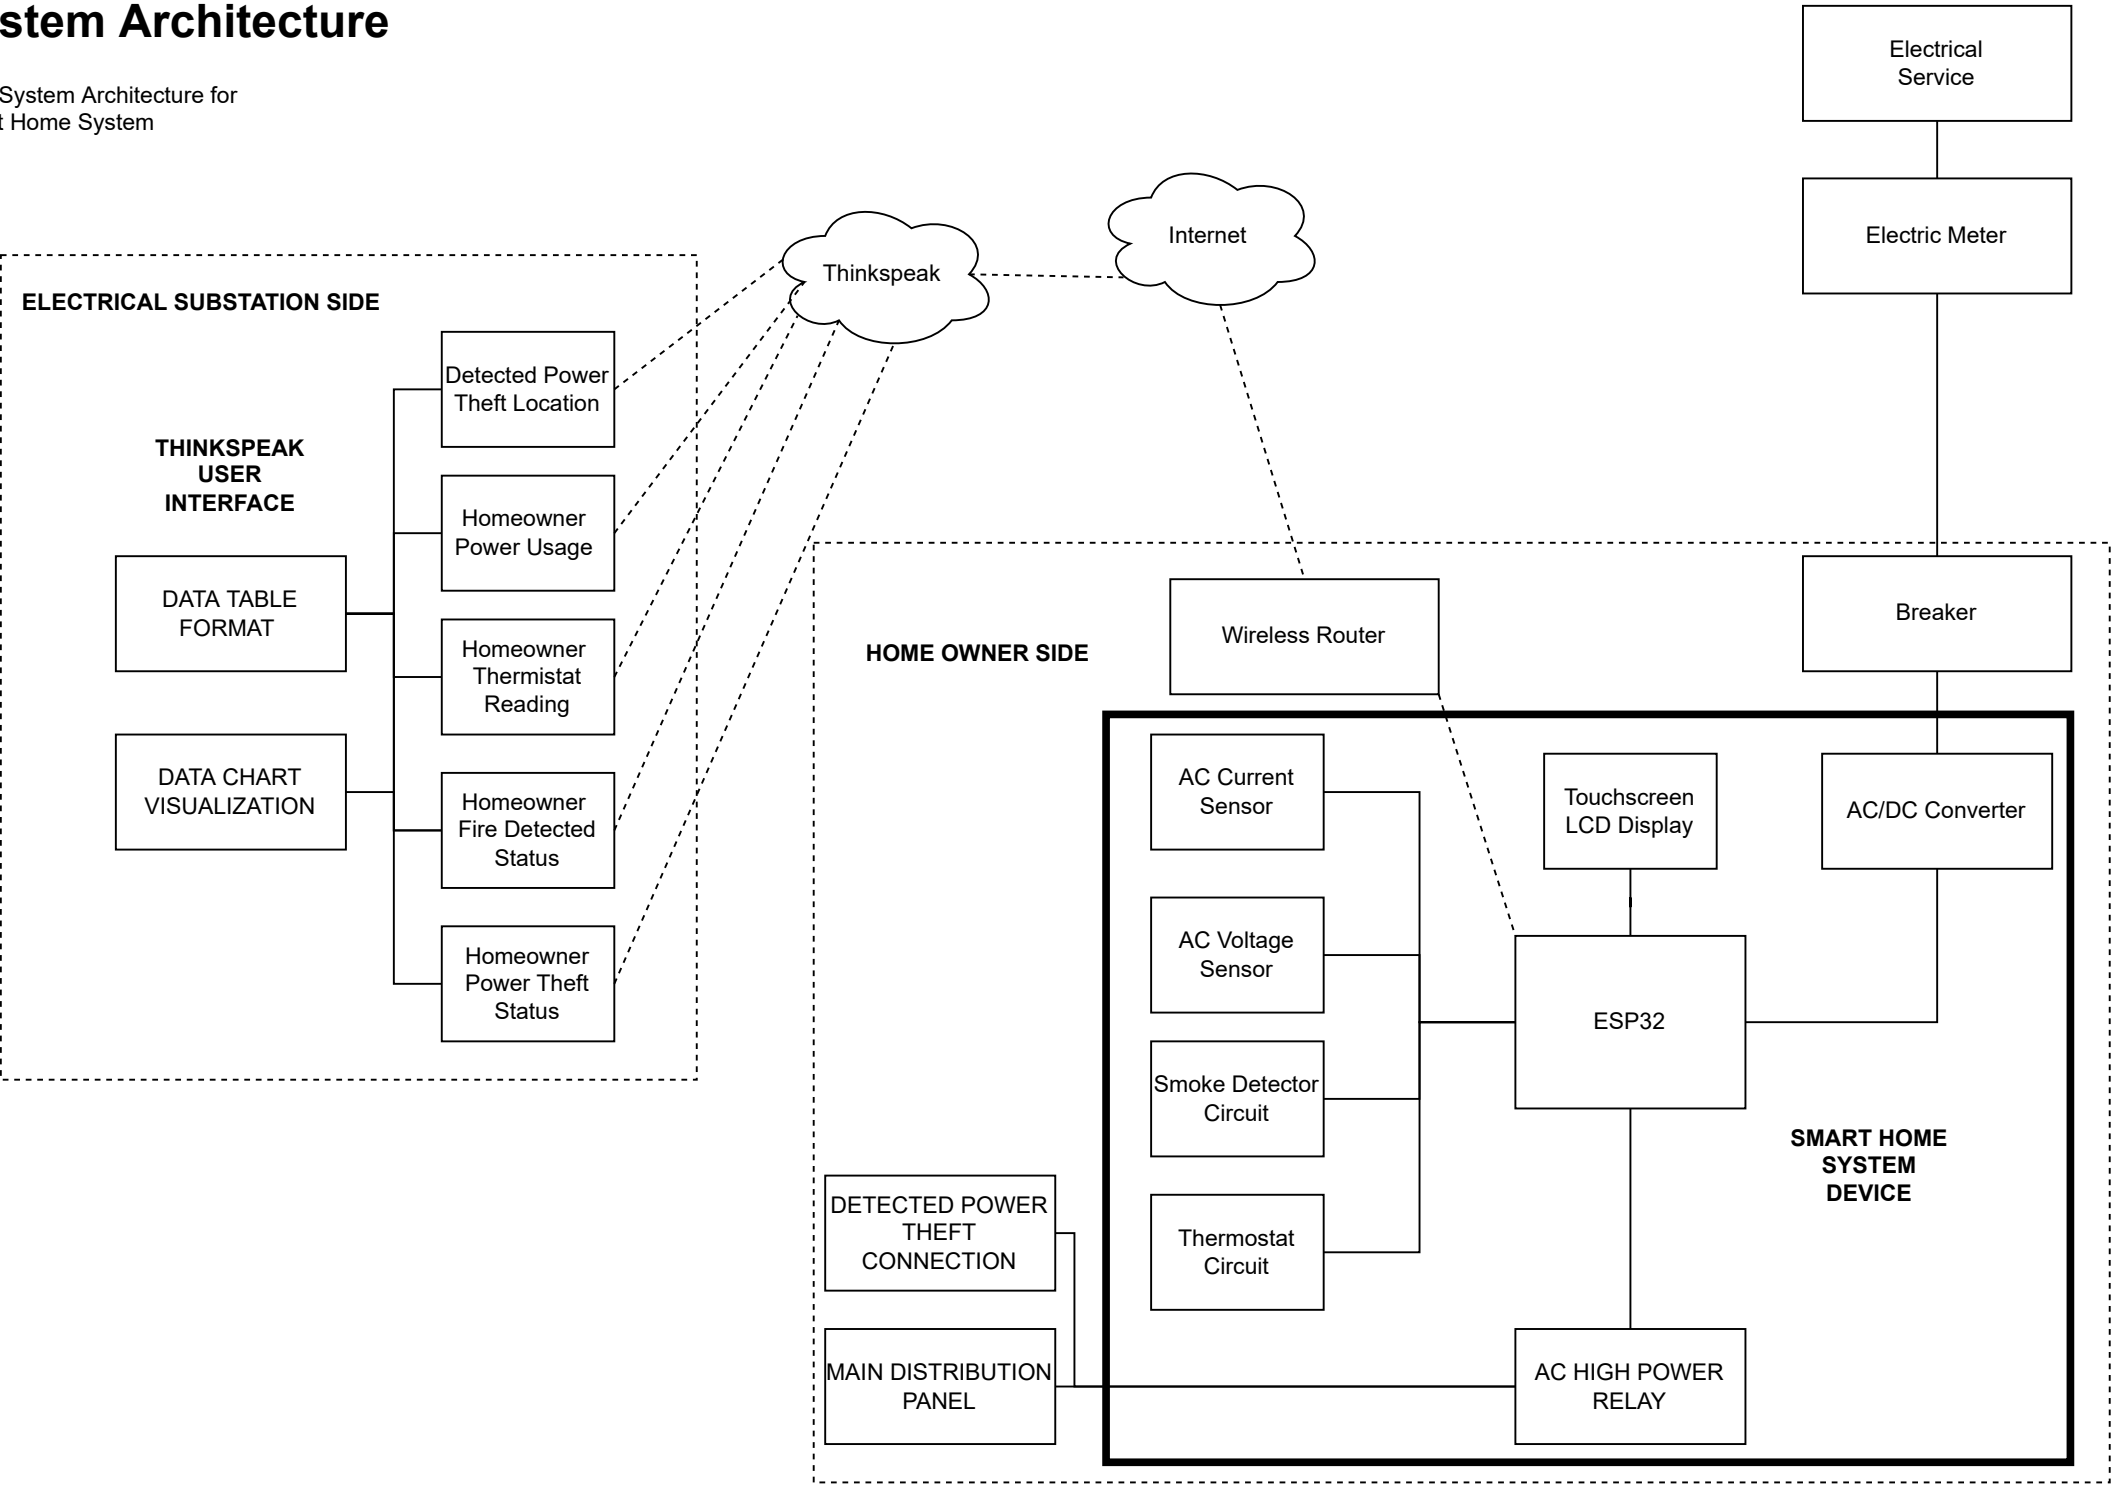 stem Architecture
System Architecture for
t Home System
Electrical
Service
Electric Meter
Internet
Thinkspeak
ELECTRICAL SUBSTATION SIDE
Detected Power
Theft Location
THINKSPEAK
USER
INTERFACE
Homeowner
Power Usage
DATA TABLE
FORMAT
Homeowner
Thermistat
Reading
DATA CHART
VISUALIZATION
Homeowner
Fire Detected
Status
Homeowner
Power Theft
Status
HOME OWNER SIDE
Wireless Router
Breaker
AC Current
Sensor
Touchscreen
LCD Display
AC/DC Converter
AC Voltage
Sensor
ESP32
Smoke Detector
Circuit
SMART HOME
SYSTEM
DEVICE
DETECTED POWER
THEFT
CONNECTION
Thermostat
Circuit
MAIN DISTRIBUTION
PANEL
AC HIGH POWER
RELAY